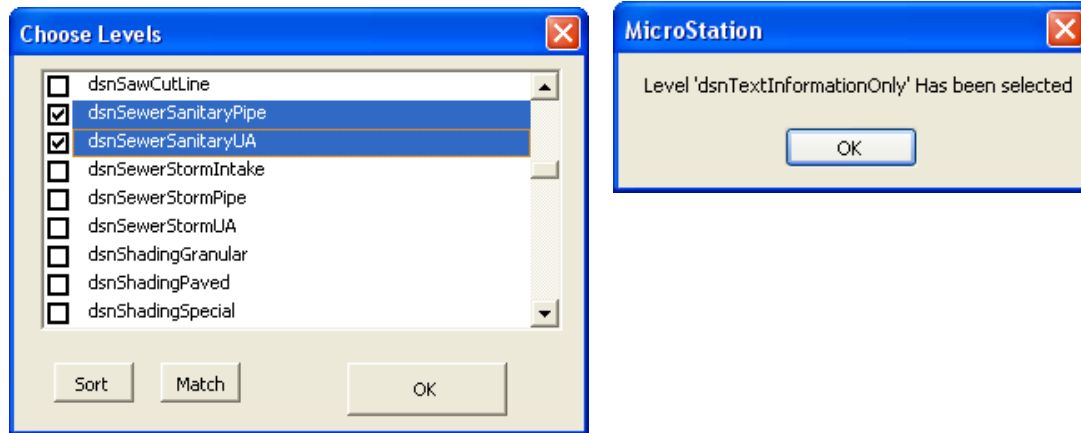 Choose Levels
dsnSawCutLine
dsnSewerSanitaryPipe
dsnSewerSanitaryUA
dsnSewerStormIntake
dsnSewerStormPipe
dsnSewerStormUA
dsnShadingGranular
dsnShadingPaved
dsnShadingSpecial
Sort
Match
OK
MicroStation
Level 'dsnTextInformationOnly' Has been selected
OK